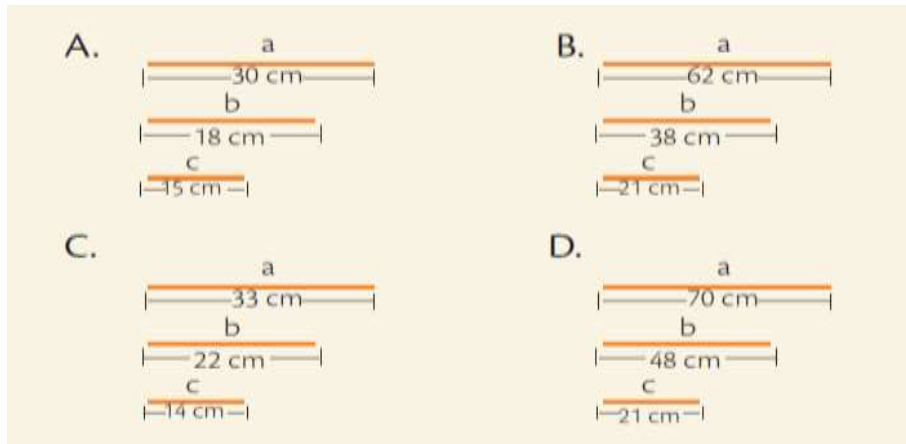 A.
a
30 cm
b
18 cm
c
15 cm
B.
a
62 cm
b
38 cm
c
21 cm
C.
a
33 cm
b
22 cm
c
14 cm
D.
a
70 cm
b
48 cm
c
21 cm